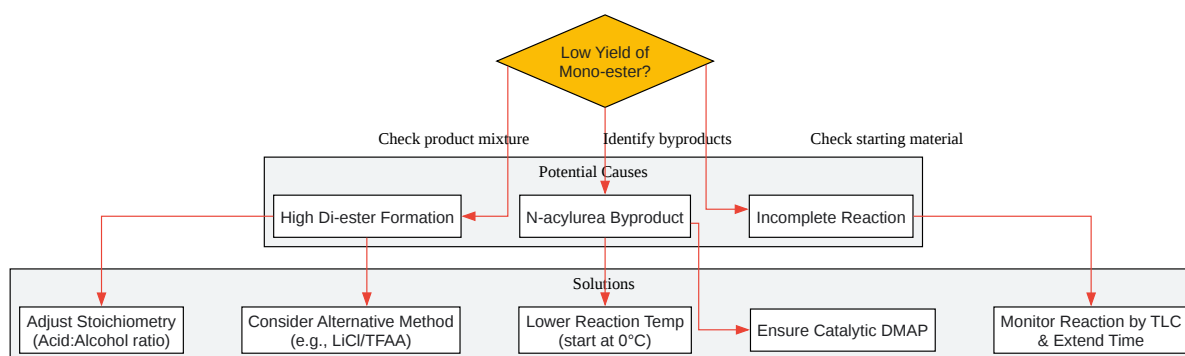 Low Yield of
Mono-ester?
Check product mixture
Identify byproducts
Check starting material
Potential Causes
High Di-ester Formation
N-acylurea Byproduct
Incomplete Reaction
Solutions
Adjust Stoichiometry
(Acid:Alcohol ratio)
Consider Alternative Method
(e.g., LiCl/TFAA)
Lower Reaction Temp
(start at 0°C)
Ensure Catalytic DMAP
Monitor Reaction by TLC
& Extend Time